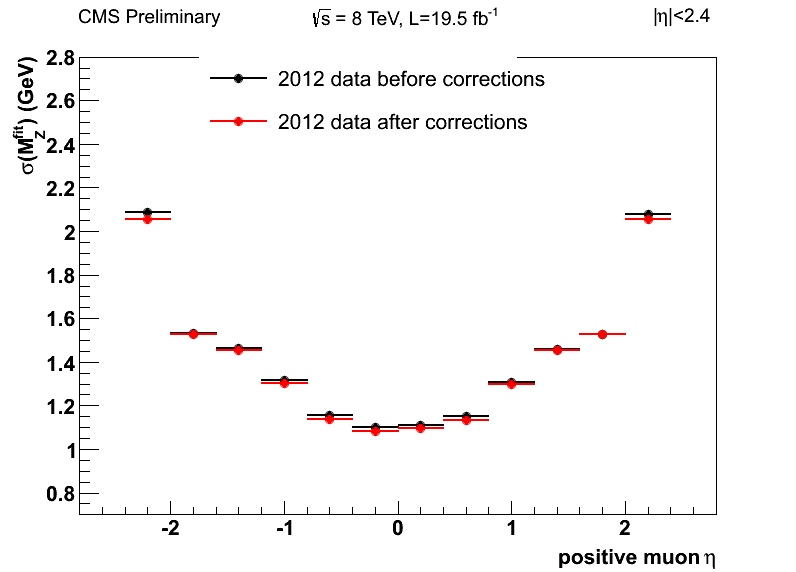 CMS Preliminary
√s = 8 TeV, L=19.5 fb⁻¹
|η|<2.4
σ(M_Z^fit) (GeV)
2012 data before corrections
2012 data after corrections
2.8
2.6
2.4
2.2
2
1.8
1.6
1.4
1.2
1
0.8
-2
-1
0
1
2
positive muon η